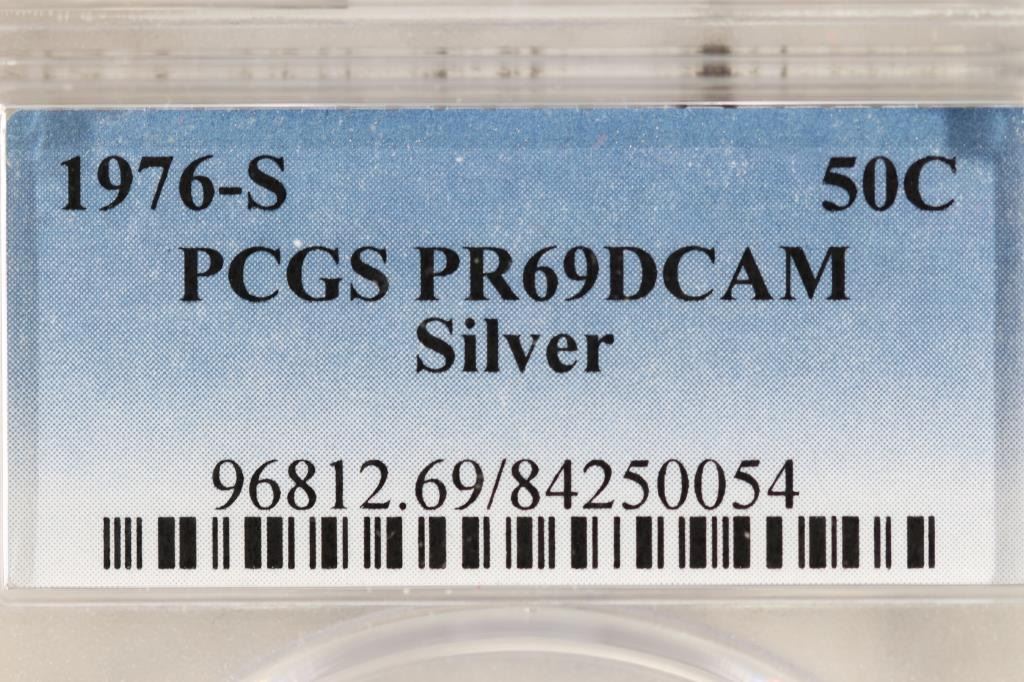 1976-S 50C
PCGS PR69DCAM
Silver
96812.69/84250054